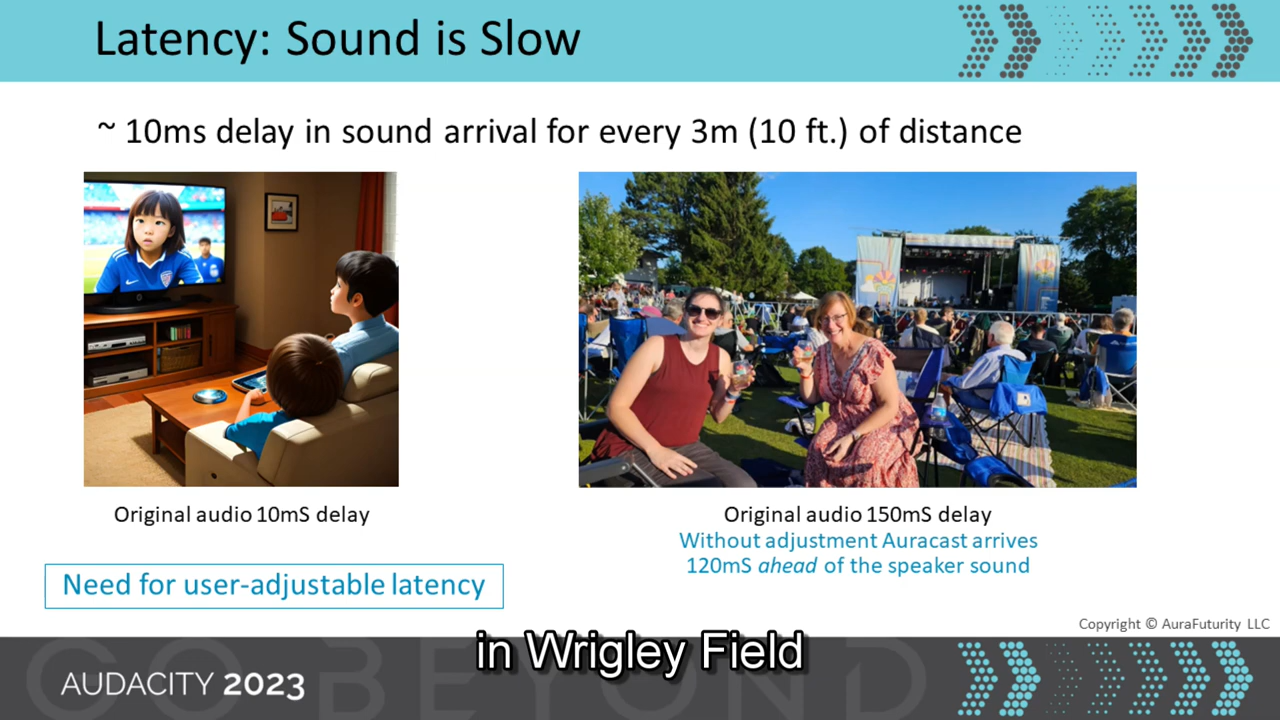 Latency: Sound is Slow
~ 10ms delay in sound arrival for every 3m (10 ft.) of distance
Original audio 10mS delay
Original audio 150mS delay
Without adjustment Auracast arrives
120mS ahead of the speaker sound
Need for user-adjustable latency
Copyright © AuraFuturity LLC
in Wrigley Field
GO BEYOND
AUDACITY 2023